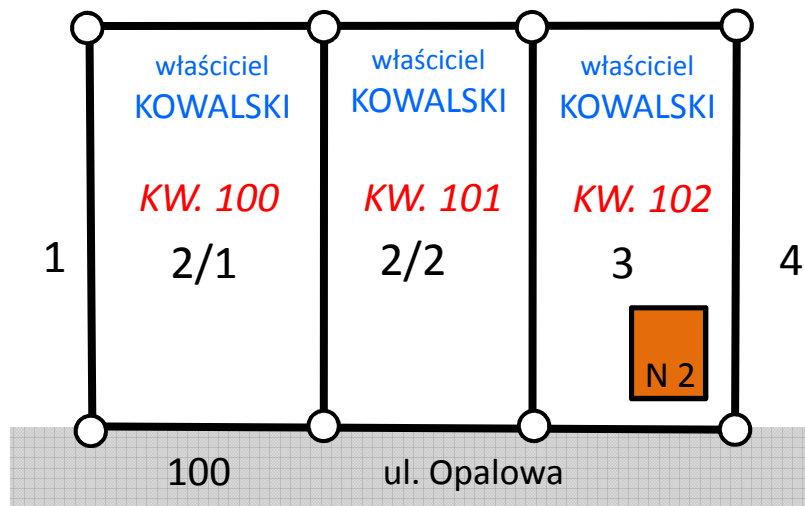 właściciel
KOWALSKI
właściciel
KOWALSKI
właściciel
KOWALSKI
KW. 100
KW. 101
KW. 102
1
2/1
2/2
3
4
N 2
100
ul. Opalowa